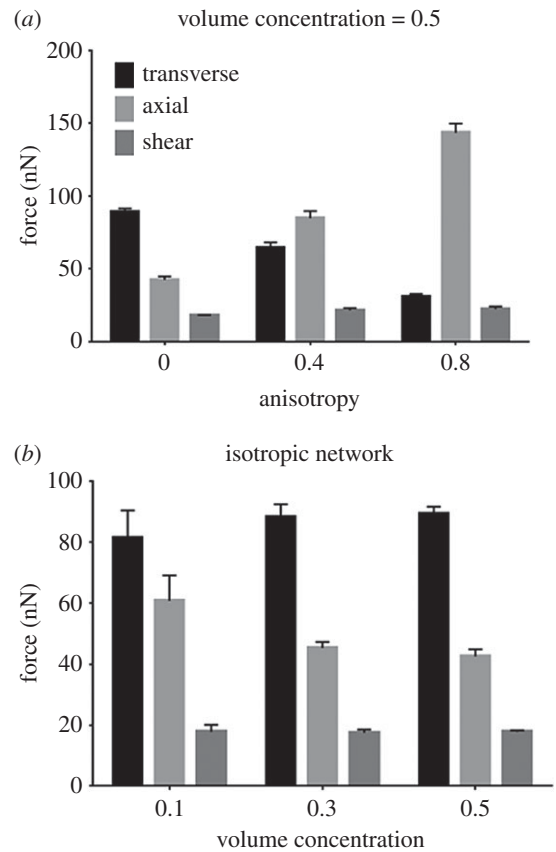 (a) volume concentration = 0.5
200
150
100
50
0
force (nN)
transverse
axial
shear
0 0.4 0.8
anisotropy
(b) isotropic network
100
80
60
40
20
0
force (nN)
0.1 0.3 0.5
volume concentration